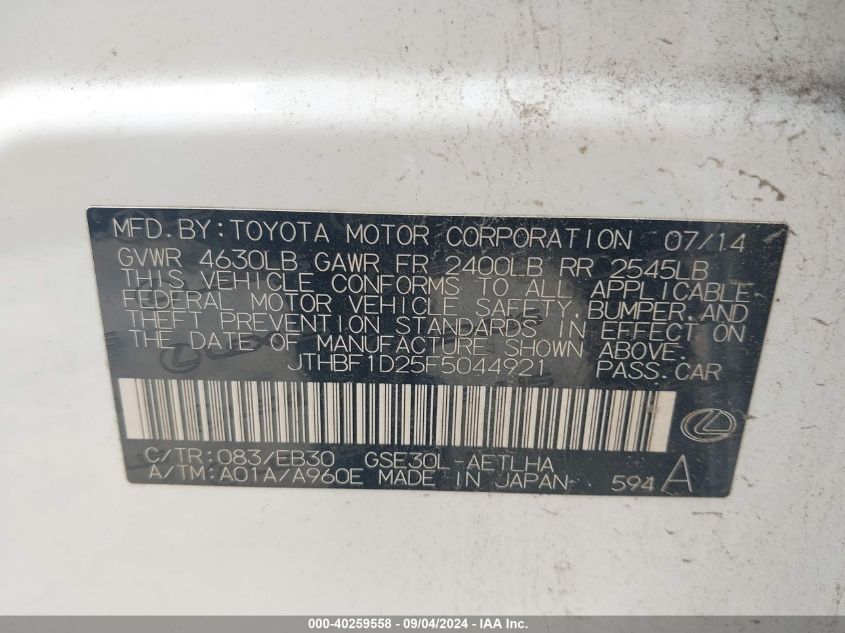 MFD. BY: TOYOTA MOTOR CORPORATION 07/14
GVWR 4630LB GAWR FR 2400LB RR 2545LB
THIS VEHICLE CONFORMS TO ALL APPLICABLE
FEDERAL MOTOR VEHICLE SAFETY, BUMPER, AND
THEFT PREVENTION STANDARDS IN EFFECT ON
THE DATE OF MANUFACTURE SHOWN ABOVE.
JTHBF1D25F5044921 PASS. CAR
C/TR: 083/EB30 GSE30L-AETLHA
A/TM: A01A/A960E MADE IN JAPAN 594 A
000-40259558 - 09/04/2024 - IAA Inc.